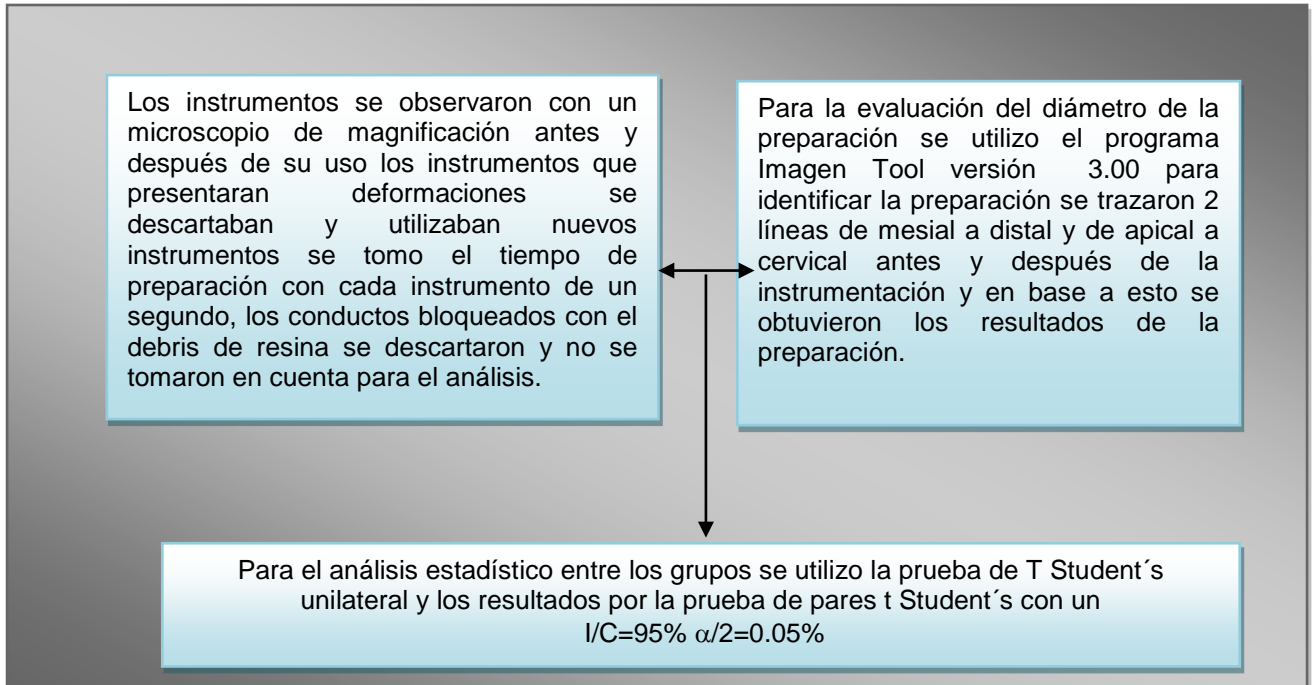 Los instrumentos se observaron con un
microscopio de magnificación antes y
después de su uso los instrumentos que
presentaran deformaciones se
descartaban y utilizaban nuevos
instrumentos se tomo el tiempo de
preparación con cada instrumento de un
segundo, los conductos bloqueados con el
debris de resina se descartaron y no se
tomaron en cuenta para el análisis.
Para la evaluación del diámetro de la
preparación se utilizo el programa
Imagen Tool versión 3.00 para
identificar la preparación se trazaron 2
líneas de mesial a distal y de apical a
cervical antes y después de la
instrumentación y en base a esto se
obtuvieron los resultados de la
preparación.
Para el análisis estadístico entre los grupos se utilizo la prueba de T Student´s
unilateral y los resultados por la prueba de pares t Student´s con un
I/C=95% α/2=0.05%